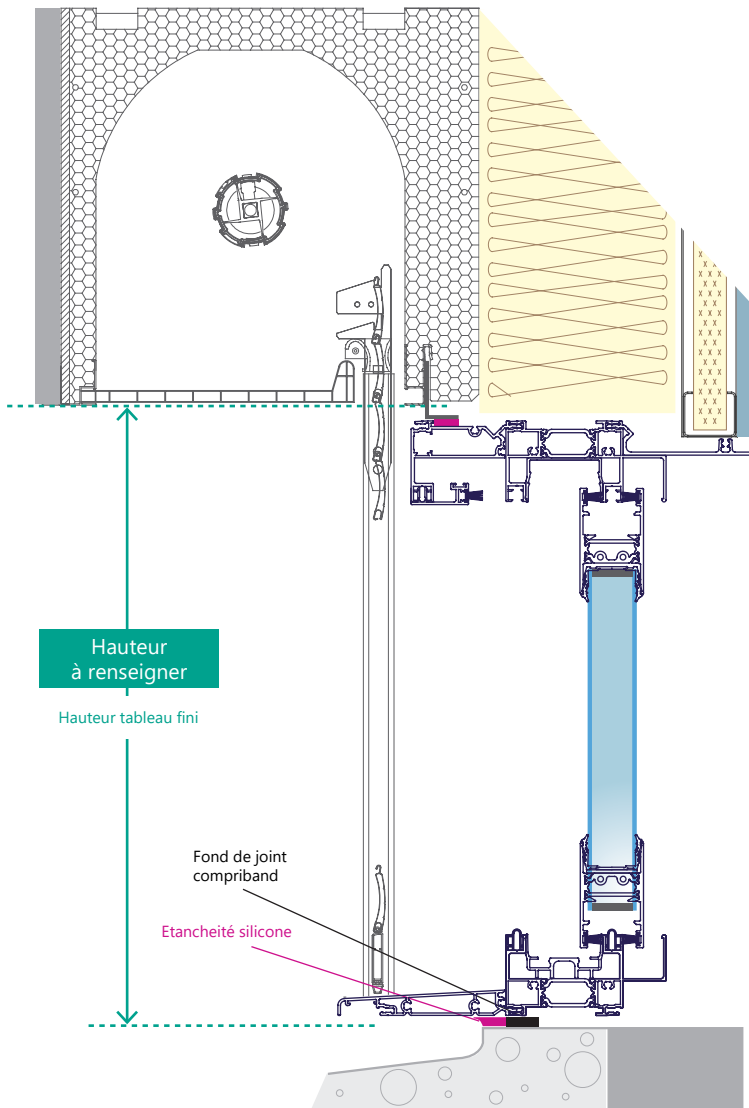 Hauteur
à renseigner
Hauteur tableau fini
Fond de joint
compriband
Etancheité silicone